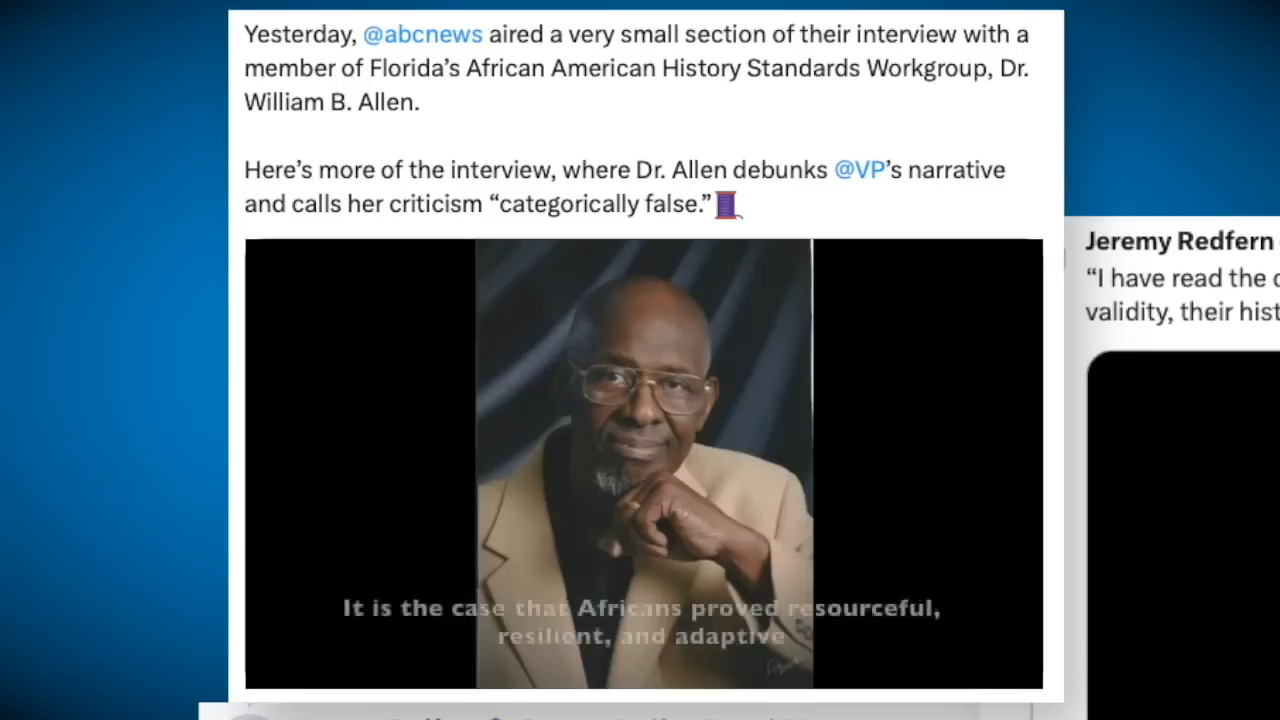 Yesterday, @abcnews aired a very small section of their interview with a
member of Florida’s African American History Standards Workgroup, Dr.
William B. Allen.
Here’s more of the interview, where Dr. Allen debunks @VP’s narrative
and calls her criticism “categorically false.”
It is the case that Africans proved resourceful,
resilient, and adaptive
Jeremy Redfern
“I have read the
validity, their hist